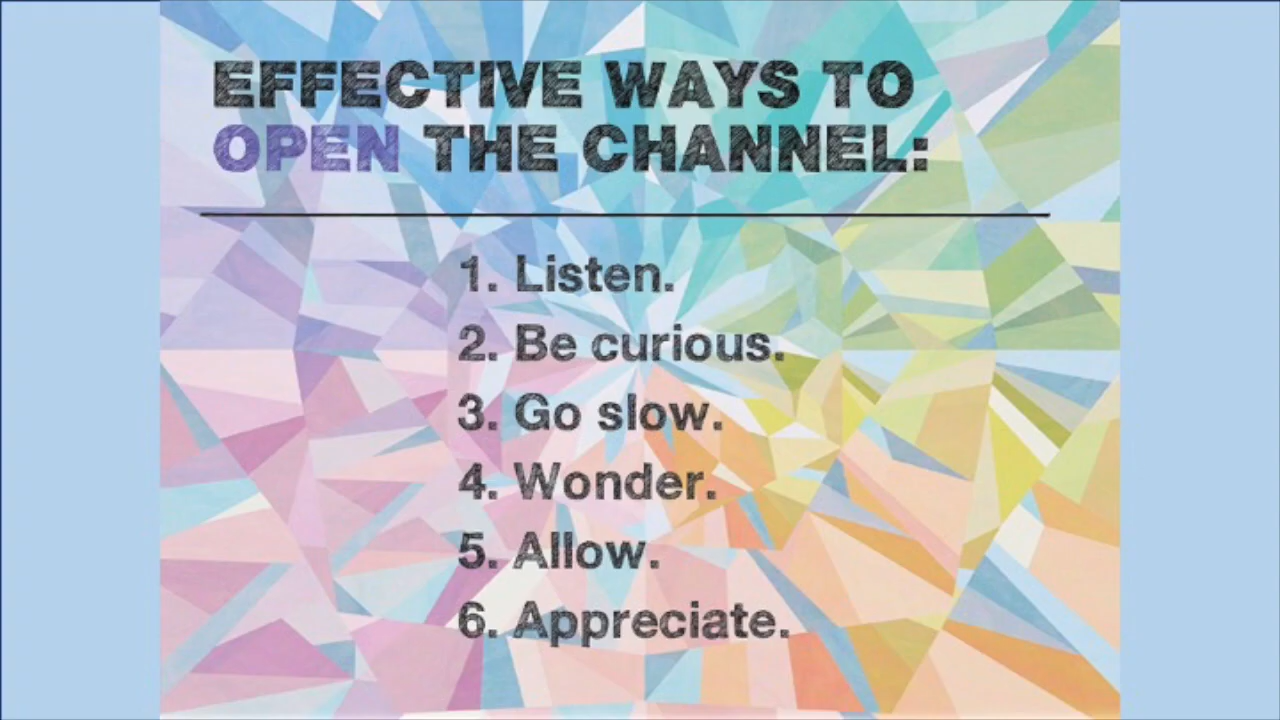 EFFECTIVE WAYS TO
OPEN THE CHANNEL:
1. Listen.
2. Be curious.
3. Go slow.
4. Wonder.
5. Allow.
6. Appreciate.